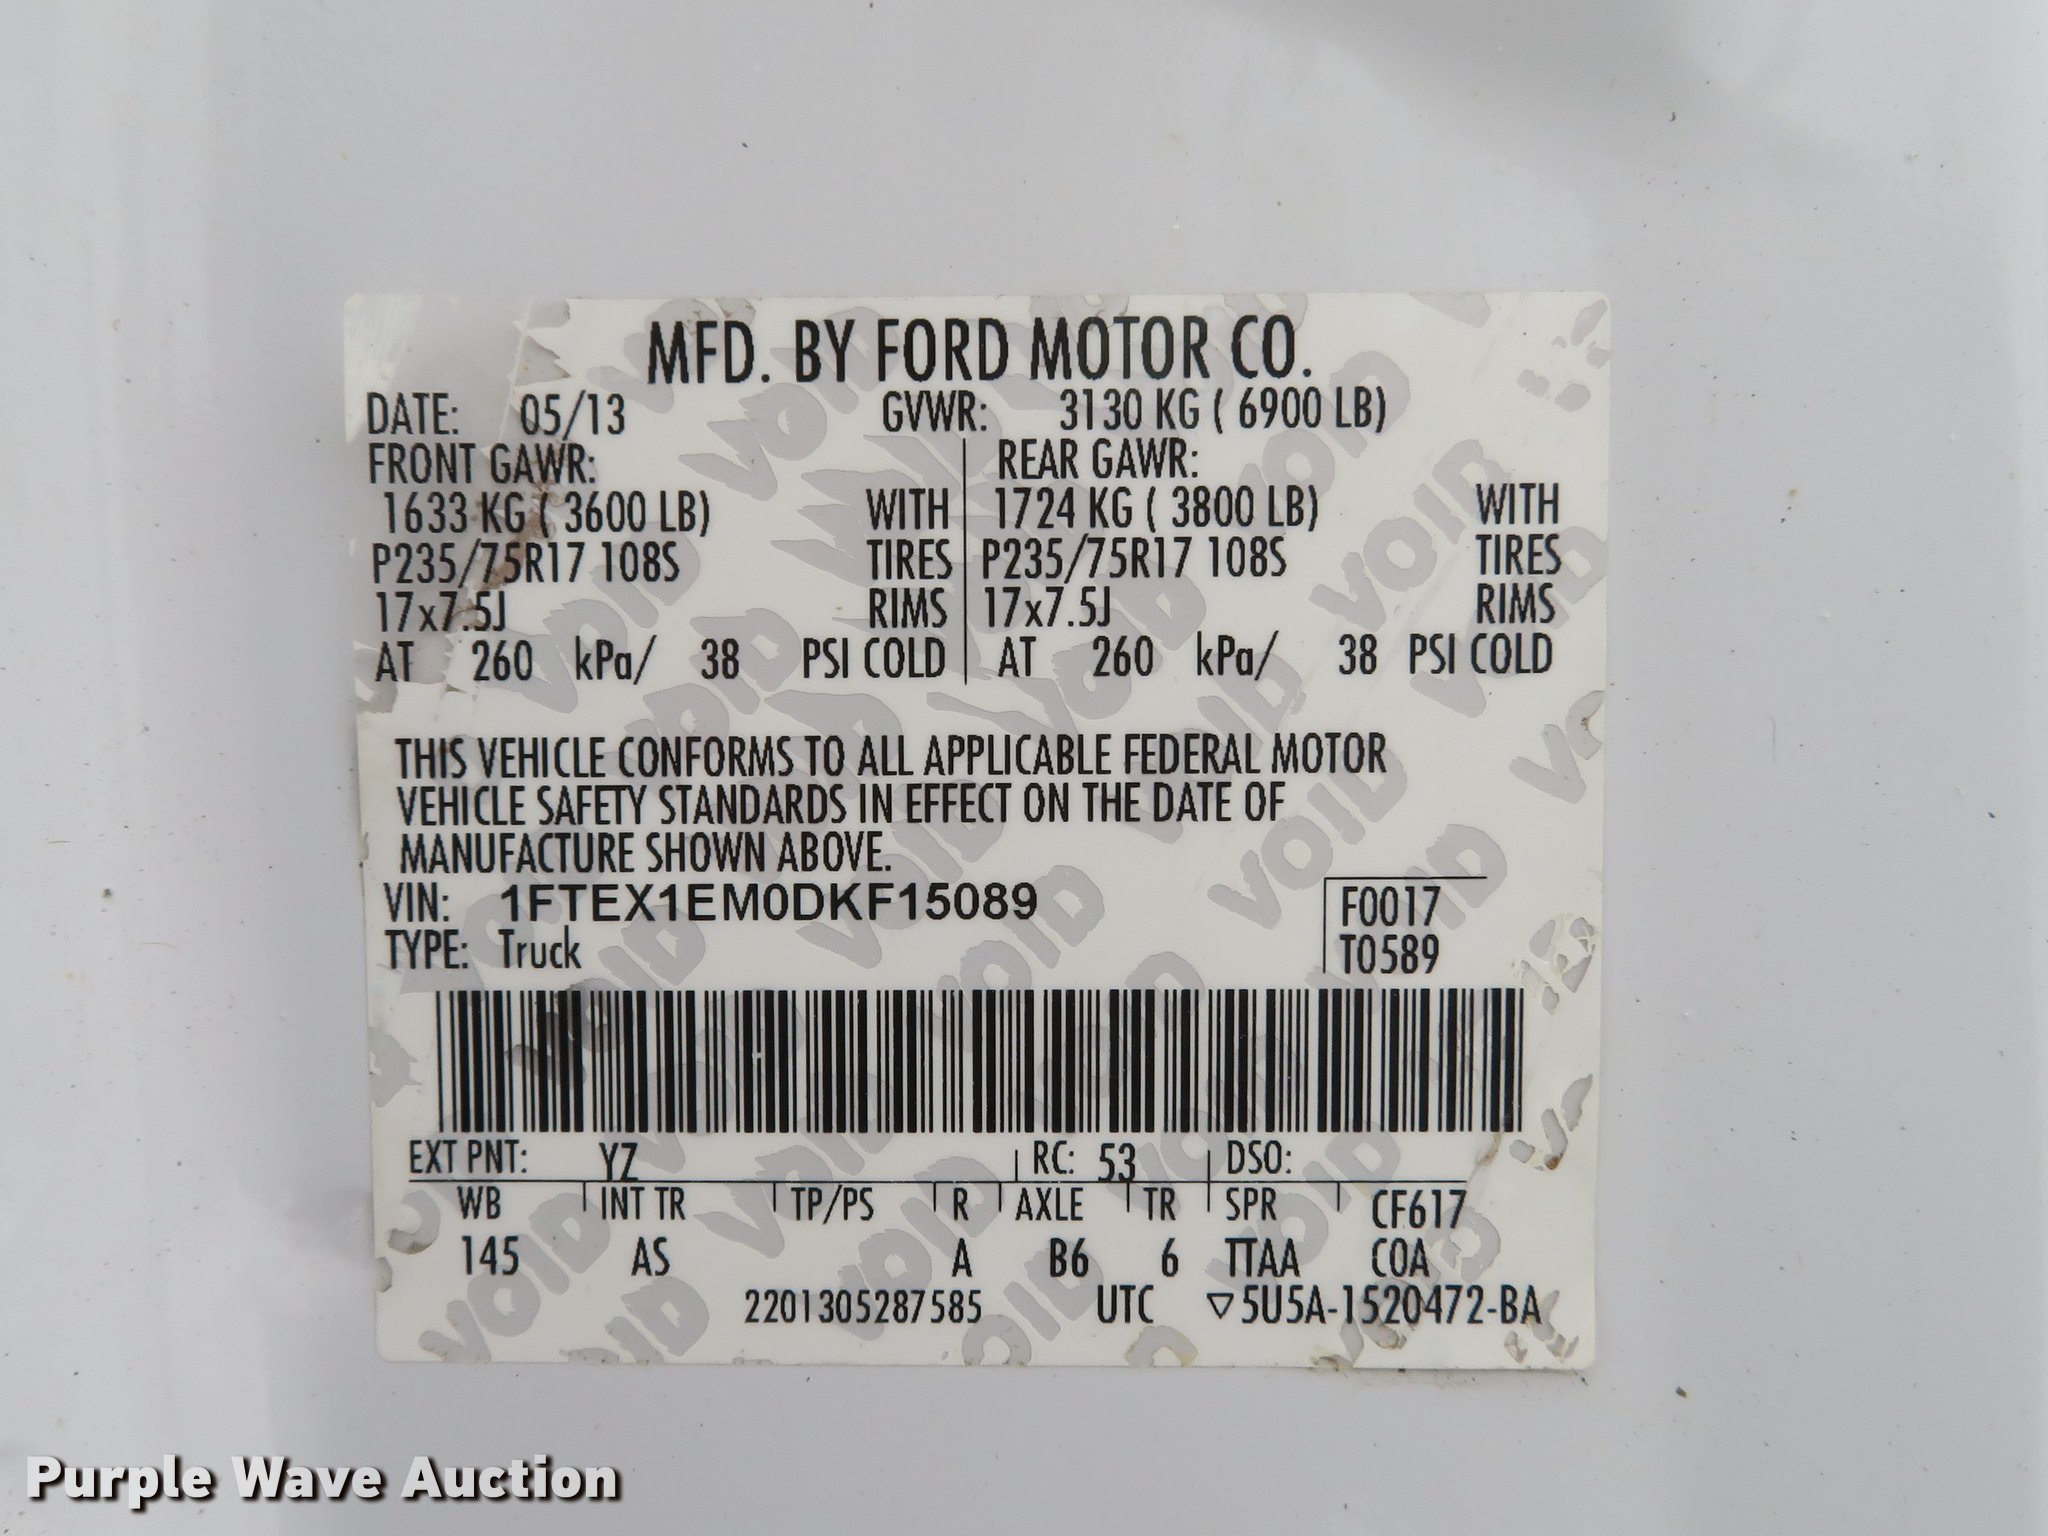 MFD. BY FORD MOTOR CO.
DATE: 05/13 GVWR: 3130 KG ( 6900 LB)
FRONT GAWR: REAR GAWR:
1633 KG ( 3600 LB) WITH 1724 KG ( 3800 LB) WITH
P235/75R17 108S TIRES P235/75R17 108S TIRES
17x7.5J RIMS 17x7.5J RIMS
AT 260 kPa/ 38 PSI COLD AT 260 kPa/ 38 PSI COLD
THIS VEHICLE CONFORMS TO ALL APPLICABLE FEDERAL MOTOR
VEHICLE SAFETY STANDARDS IN EFFECT ON THE DATE OF
MANUFACTURE SHOWN ABOVE.
VIN: 1FTEX1EM0DKF15089 F0017
TYPE: Truck T0589
EXT PNT: YZ RC: 53 DSO:
WB INT TR TP/PS R AXLE TR SPR CF617
145 AS A B6 6 TTAA COA
2201305287585 UTC ▽5U5A-1520472-BA
Purple Wave Auction